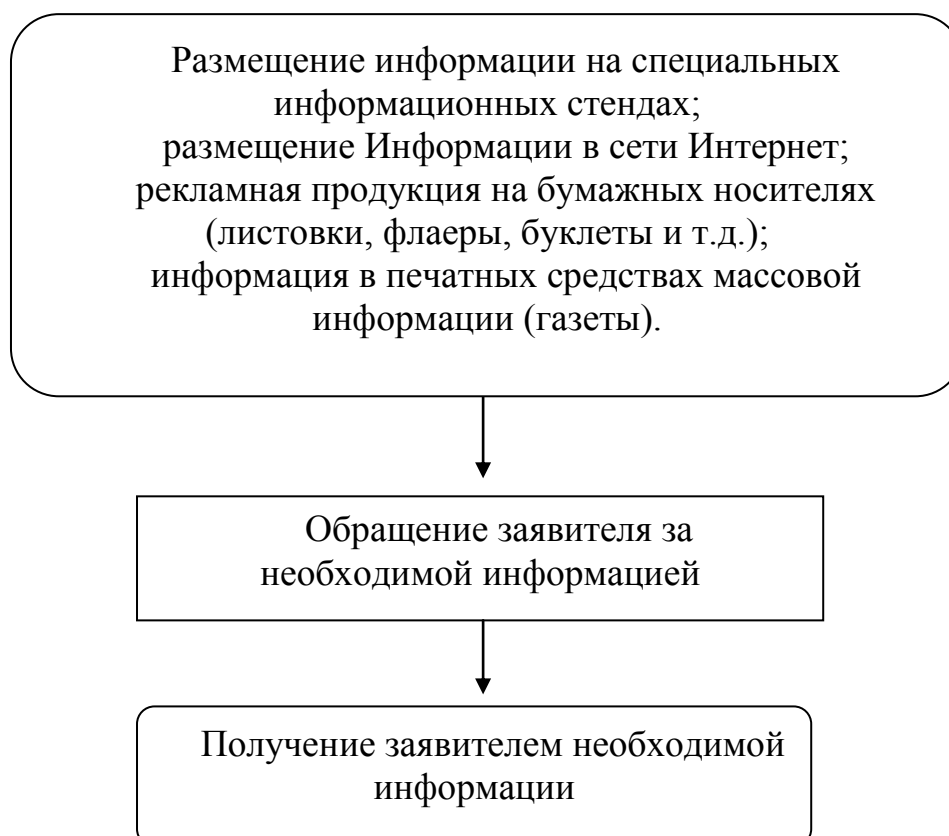 Размещение информации на специальных
информационных стендах;
размещение Информации в сети Интернет;
рекламная продукция на бумажных носителях
(листовки, флаеры, буклеты и т.д.);
информация в печатных средствах массовой
информации (газеты).
Обращение заявителя за
необходимой информацией
Получение заявителем необходимой
информации